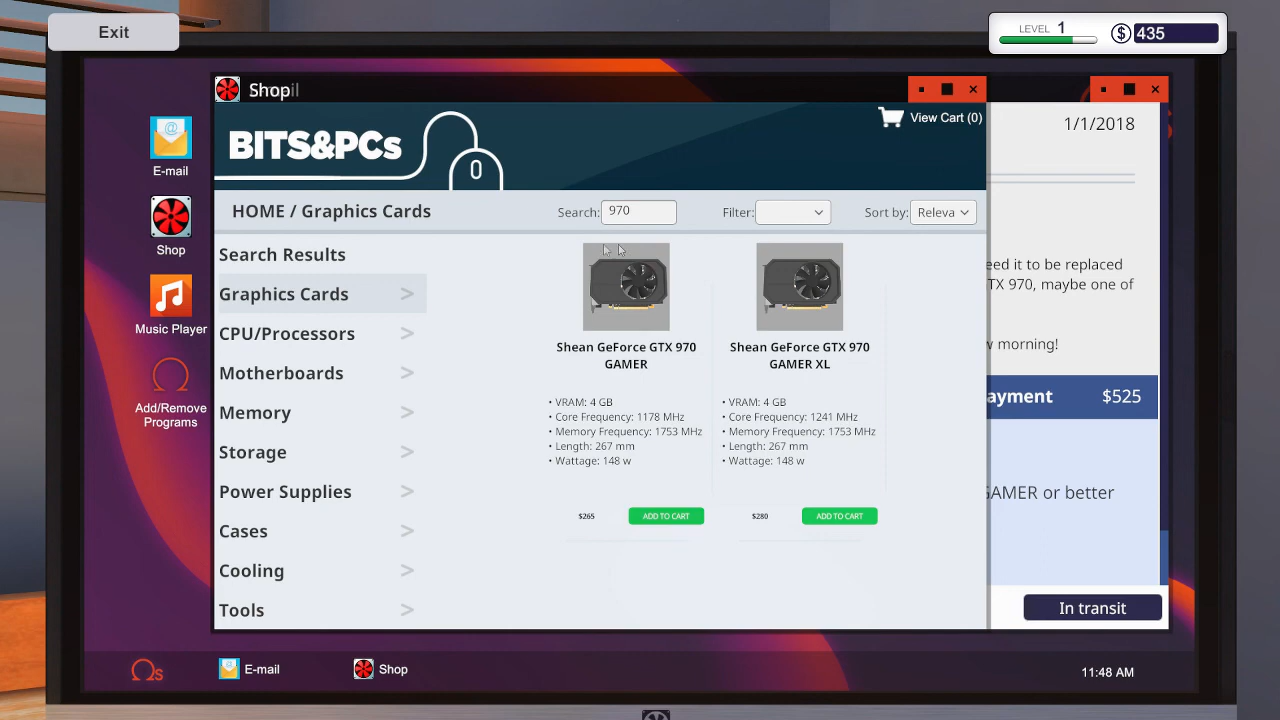 Exit
LEVEL 1
$ 435
Shopil
E-mail
Shop
Music Player
Add/Remove
Programs
BITS&PCs
View Cart (0)
HOME / Graphics Cards
Search: 970
Filter:
Sort by: Releva
Search Results
Graphics Cards >
CPU/Processors >
Motherboards >
Memory >
Storage >
Power Supplies >
Cases >
Cooling >
Tools >
Shean GeForce GTX 970
GAMER
• VRAM: 4 GB
• Core Frequency: 1178 MHz
• Memory Frequency: 1753 MHz
• Length: 267 mm
• Wattage: 148 w
$265
ADD TO CART
Shean GeForce GTX 970
GAMER XL
• VRAM: 4 GB
• Core Frequency: 1241 MHz
• Memory Frequency: 1753 MHz
• Length: 267 mm
• Wattage: 148 w
$280
ADD TO CART
1/1/2018
eed it to be replaced
TX 970, maybe one of
w morning!
ayment $525
GAMER or better
In transit
Ωs
E-mail
Shop
11:48 AM